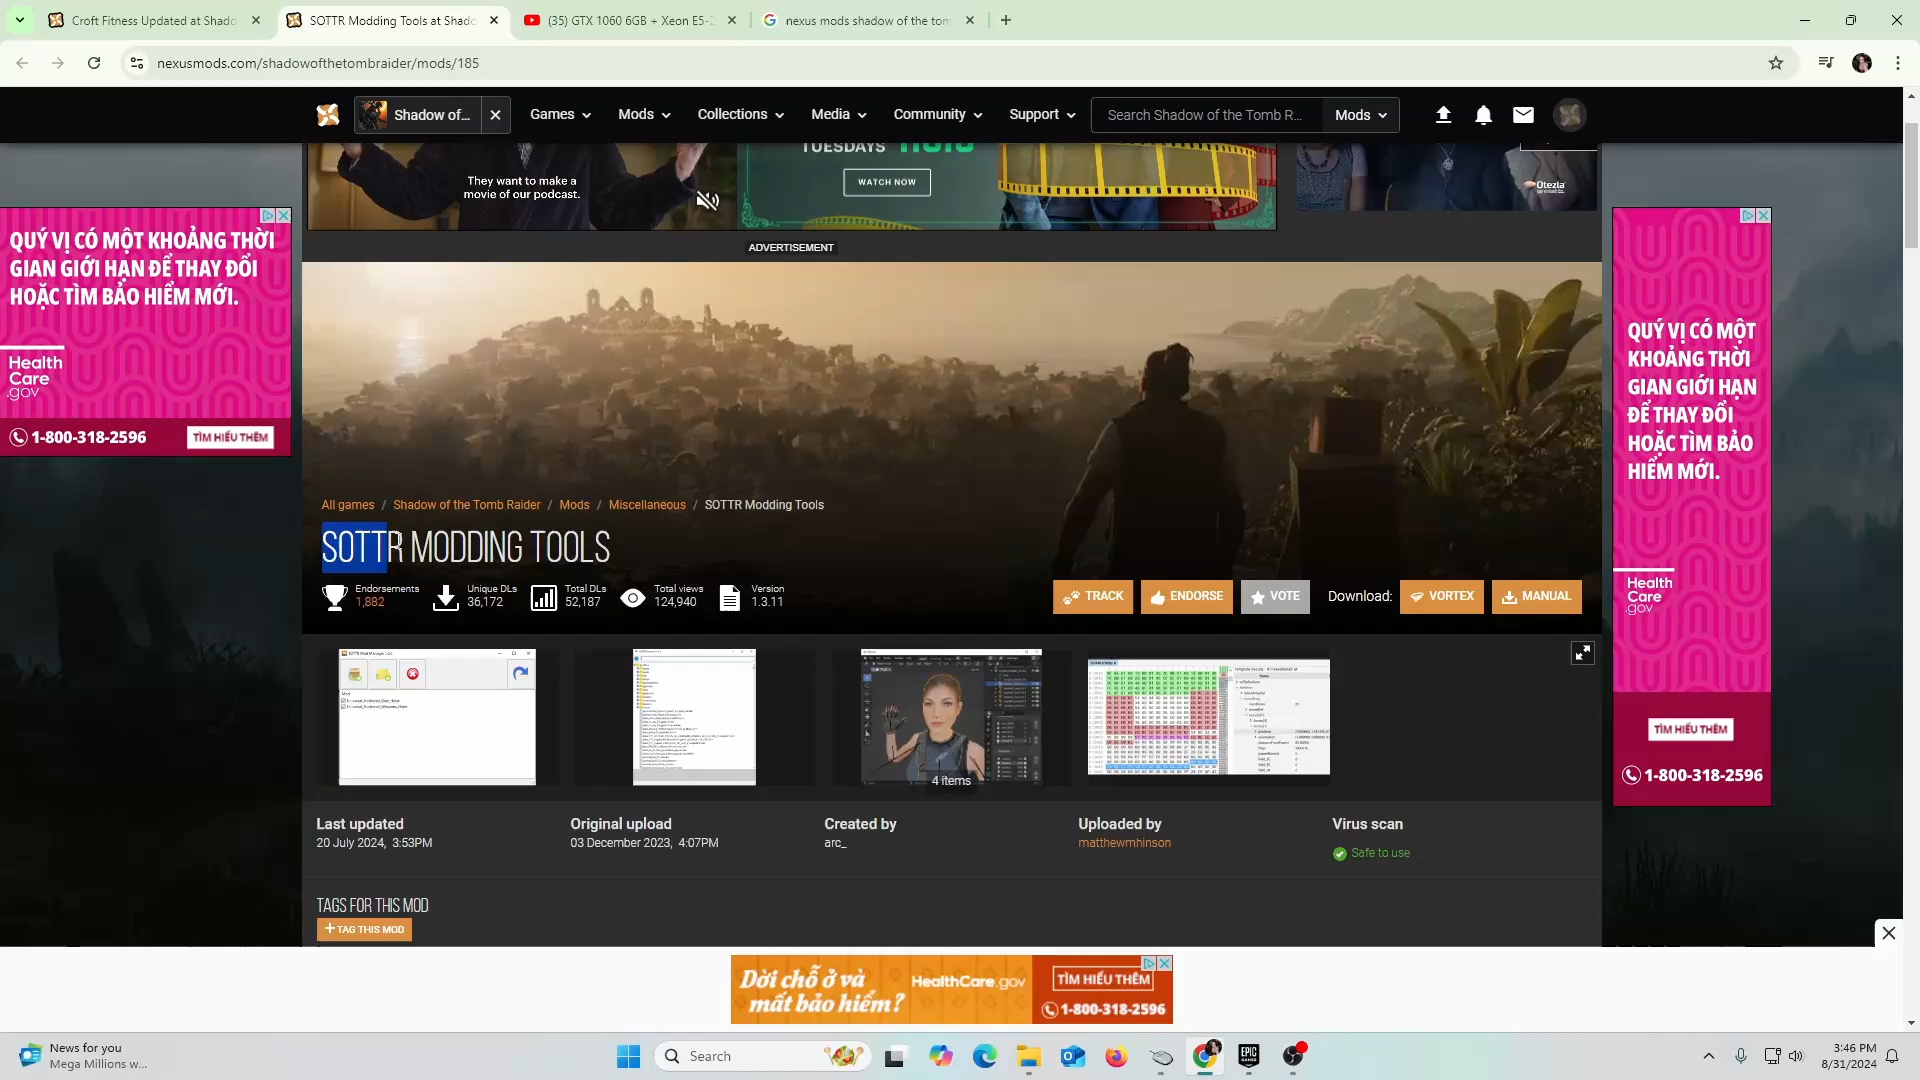 Croft Fitness Updated at Shado
SOTTR Modding Tools at Shado
(35) GTX 1060 6GB + Xeon E5-2
nexus mods shadow of the tom
nexusmods.com/shadowofthetombraider/mods/185
Shadow of...
Games
Mods
Collections
Media
Community
Support
Search Shadow of the Tomb R...
Mods
They want to make a
movie of our podcast.
TUESDAYS
WATCH NOW
Otezla
ADVERTISEMENT
QUÝ VỊ CÓ MỘT KHOẢNG THỜI
GIAN GIỚI HẠN ĐỂ THAY ĐỔI
HOẶC TÌM BẢO HIỂM MỚI.
Health
Care
.gov
1-800-318-2596
TÌM HIỂU THÊM
QUÝ VỊ CÓ MỘT
KHOẢNG THỜI
GIAN GIỚI HẠN
ĐỂ THAY ĐỔI
HOẶC TÌM BẢO
HIỂM MỚI.
Health
Care
.gov
TÌM HIỂU THÊM
1-800-318-2596
All games / Shadow of the Tomb Raider / Mods / Miscellaneous / SOTTR Modding Tools
SOTTR MODDING TOOLS
Endorsements
1,882
Unique DLs
36,172
Total DLs
52,187
Total views
124,940
Version
1.3.11
TRACK
ENDORSE
VOTE
Download:
VORTEX
MANUAL
4 items
Last updated
20 July 2024, 3:53PM
Original upload
03 December 2023, 4:07PM
Created by
arc_
Uploaded by
matthewmhinson
Virus scan
Safe to use
TAGS FOR THIS MOD
TAG THIS MOD
Dời chỗ ở và
mất bảo hiểm?
HealthCare.gov
TÌM HIỂU THÊM
1-800-318-2596
News for you
Mega Millions w...
Search
EPIC
GAMES
3:46 PM
8/31/2024